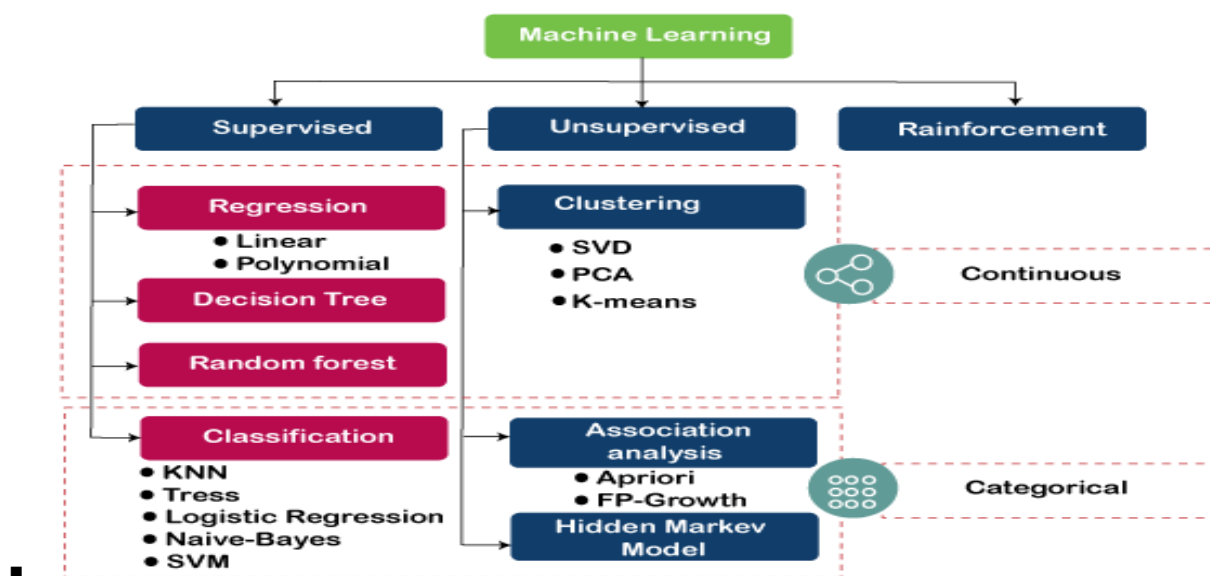 Machine Learning
Supervised
Unsupervised
Rainforcement
Regression
● Linear
● Polynomial
Decision Tree
Random forest
Clustering
● SVD
● PCA
● K-means
Continuous
Classification
● KNN
● Tress
● Logistic Regression
● Naive-Bayes
● SVM
Association
analysis
● Apriori
● FP-Growth
Hidden Markev
Model
Categorical